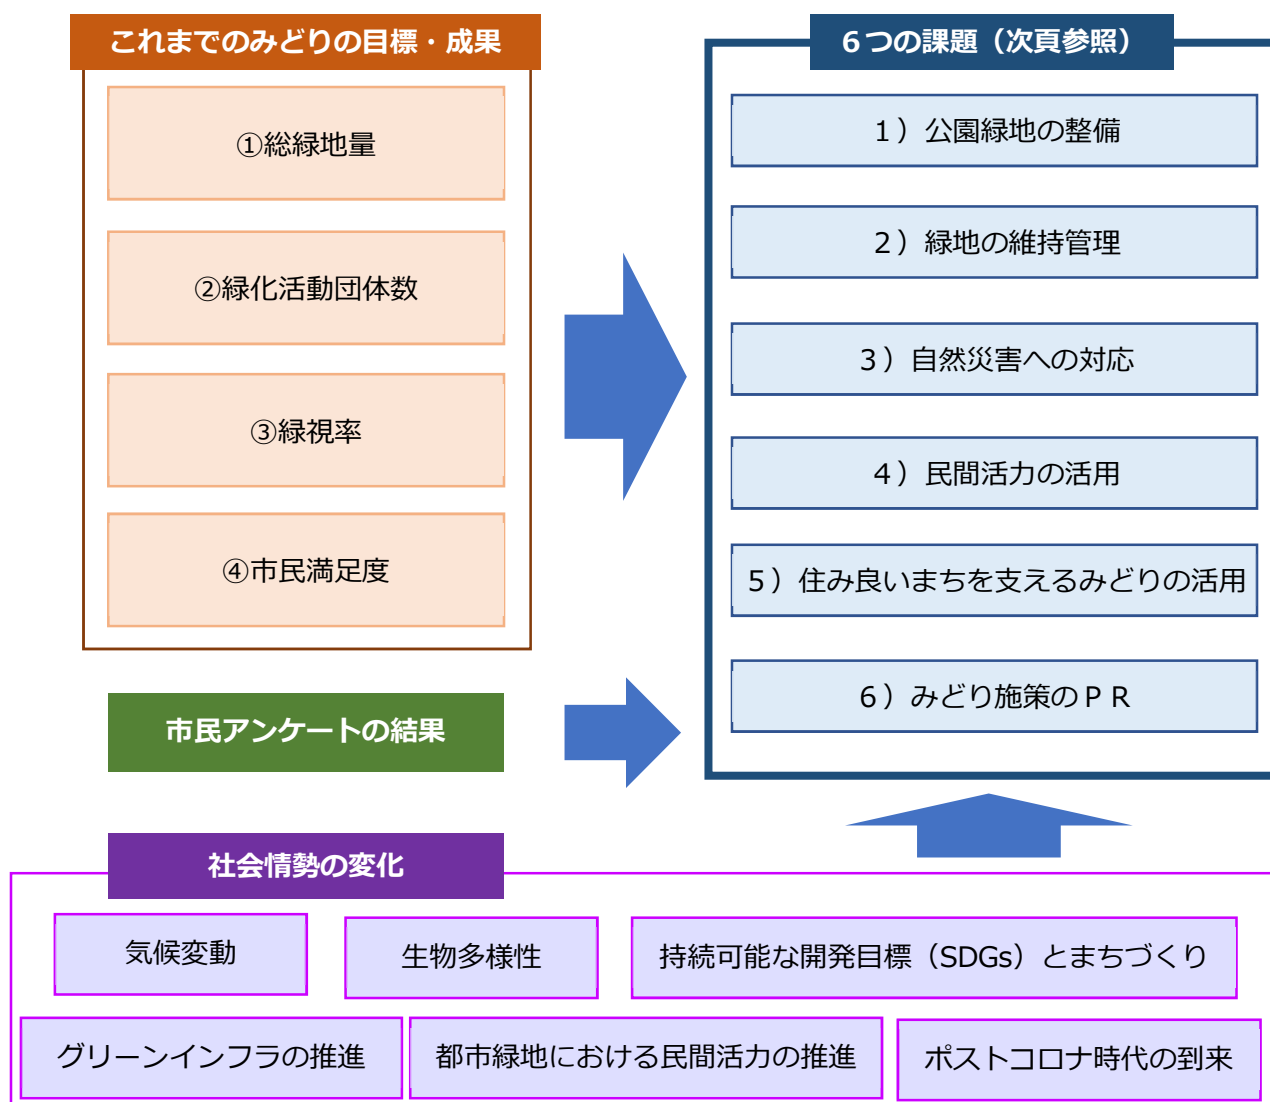 これまでのみどりの目標・成果
①総緑地量
②緑化活動団体数
③緑視率
④市民満足度
市民アンケートの結果
６つの課題（次頁参照）
１）公園緑地の整備
２）緑地の維持管理
３）自然災害への対応
４）民間活力の活用
５）住み良いまちを支えるみどりの活用
６）みどり施策のＰＲ
社会情勢の変化
気候変動
生物多様性
持続可能な開発目標（SDGs）とまちづくり
グリーンインフラの推進
都市緑地における民間活力の推進
ポストコロナ時代の到来